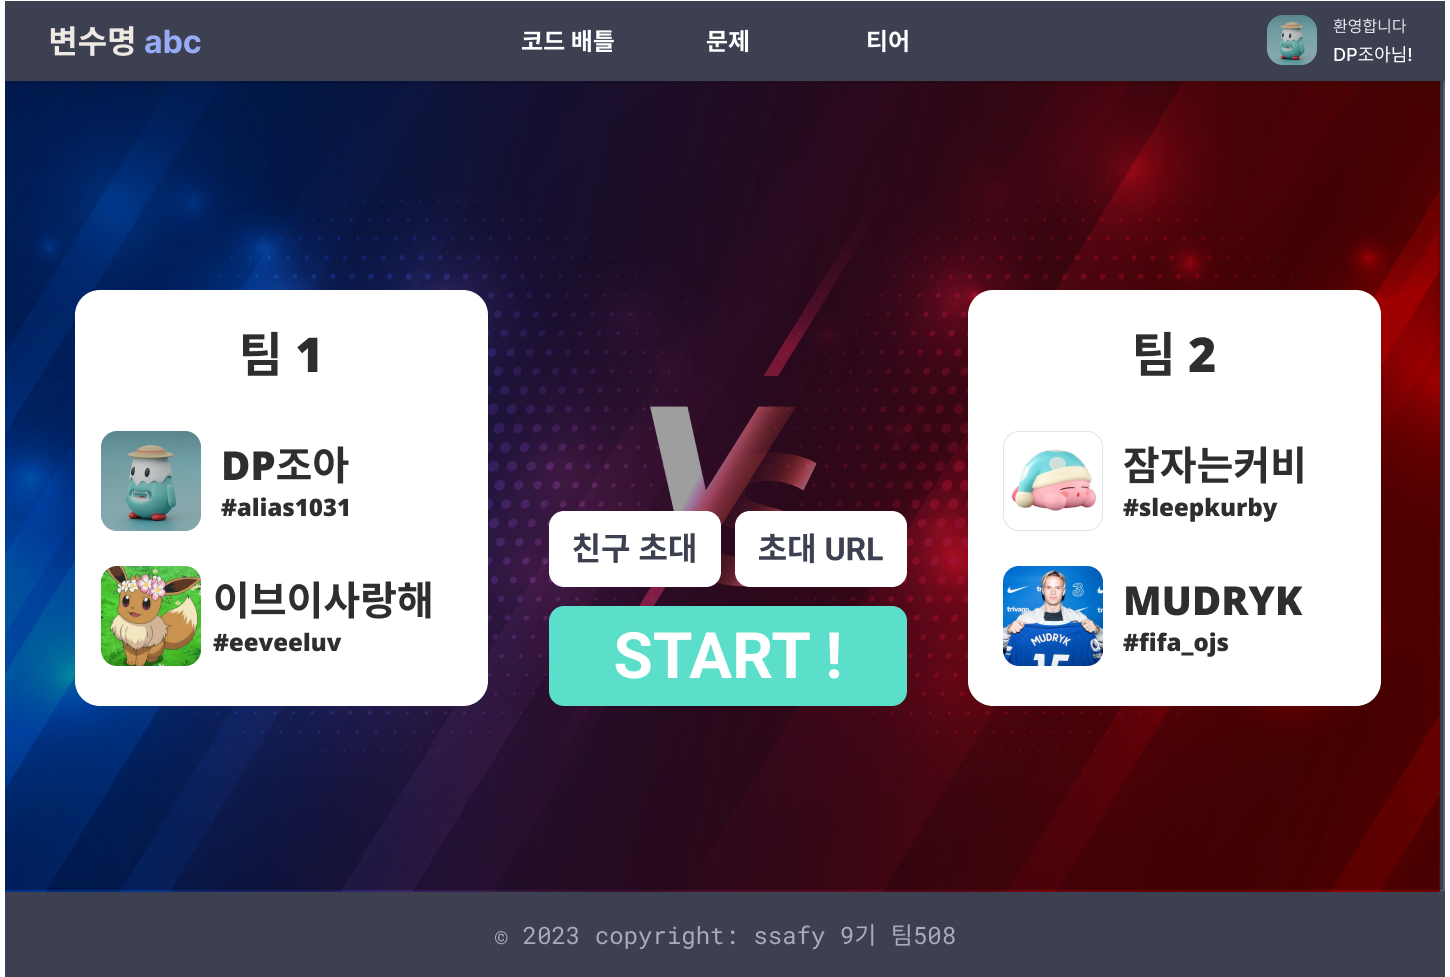 변수명 abc
코드 배틀 문제 티어
환영합니다
DP조아님!
팀 1
DP조아
#alias1031
이브이사랑해
#eeveeluv
VS
친구 초대 초대 URL
START !
팀 2
잠자는커비
#sleepkurby
trivago
3
MUDRYK
MUDRYK
#fifa_ojs
© 2023 copyright: ssafy 9기 팀508